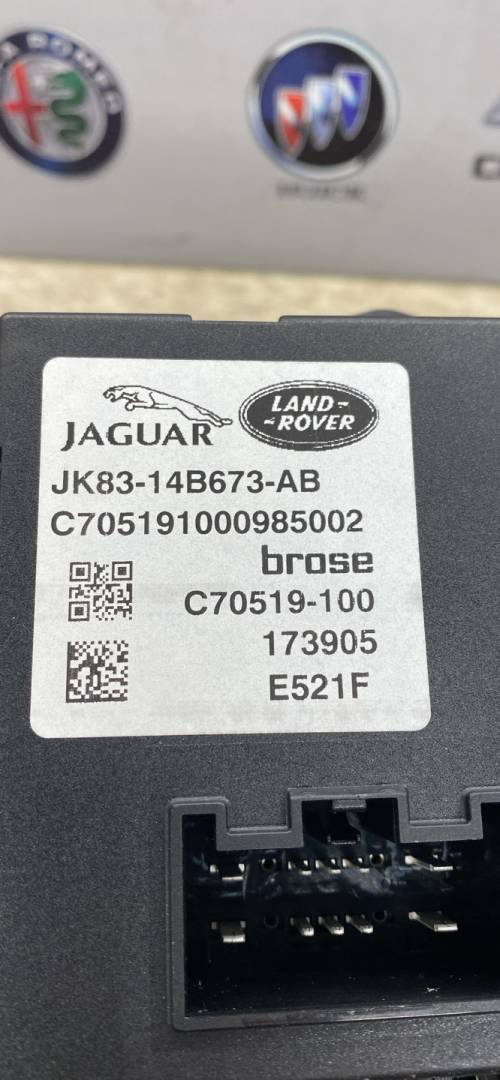 JAGUAR
LAND-
-ROVER
JK83-14B673-AB
C705191000985002
brose
C70519-100
173905
E521F